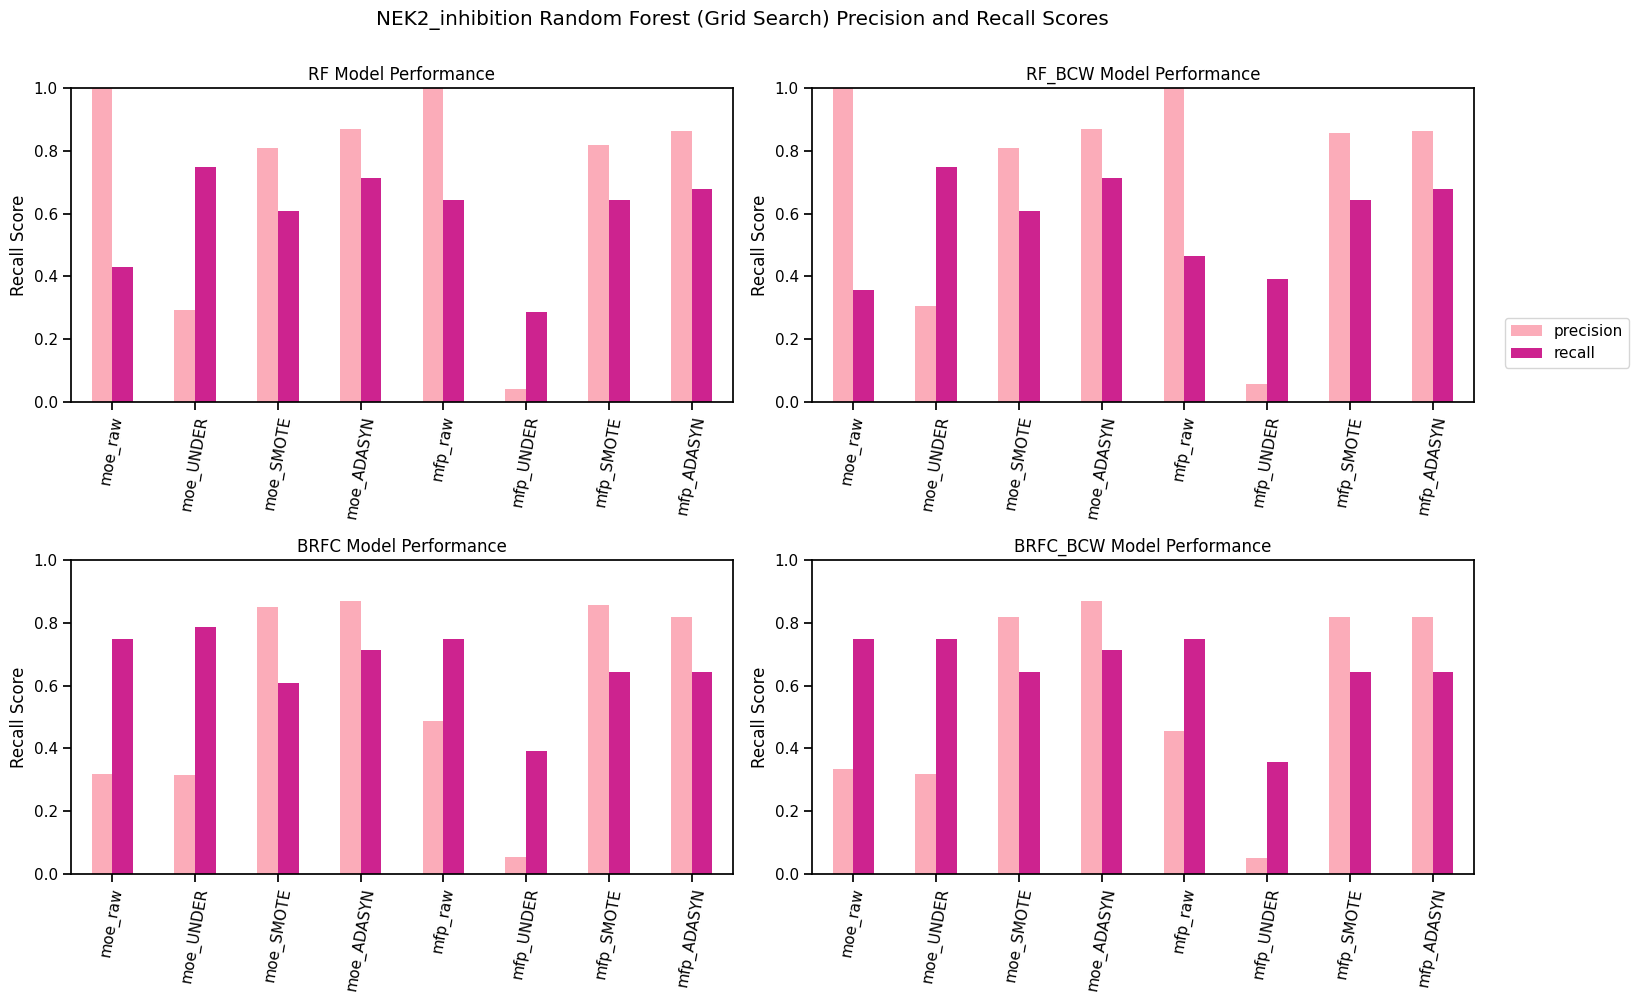 NEK2_inhibition Random Forest (Grid Search) Precision and Recall Scores
RF Model Performance
Recall Score
1.0
0.8
0.6
0.4
0.2
0.0
moe_raw
moe_UNDER
moe_SMOTE
moe_ADASYN
mfp_raw
mfp_UNDER
mfp_SMOTE
mfp_ADASYN
RF_BCW Model Performance
Recall Score
1.0
0.8
0.6
0.4
0.2
0.0
moe_raw
moe_UNDER
moe_SMOTE
moe_ADASYN
mfp_raw
mfp_UNDER
mfp_SMOTE
mfp_ADASYN
precision
recall
BRFC Model Performance
Recall Score
1.0
0.8
0.6
0.4
0.2
0.0
moe_raw
moe_UNDER
moe_SMOTE
moe_ADASYN
mfp_raw
mfp_UNDER
mfp_SMOTE
mfp_ADASYN
BRFC_BCW Model Performance
Recall Score
1.0
0.8
0.6
0.4
0.2
0.0
moe_raw
moe_UNDER
moe_SMOTE
moe_ADASYN
mfp_raw
mfp_UNDER
mfp_SMOTE
mfp_ADASYN